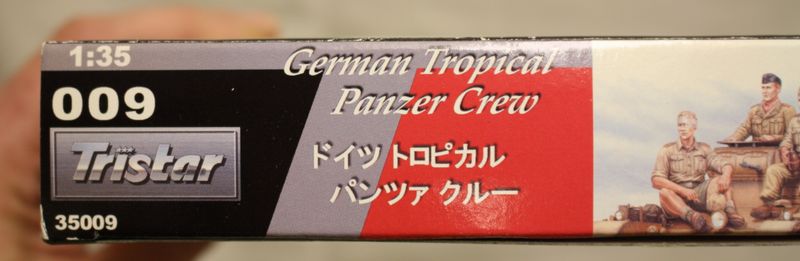 1:35
009
Tristar
35009
German Tropical
Panzer Crew
ドイツ トロピカル
パンツァ クルー